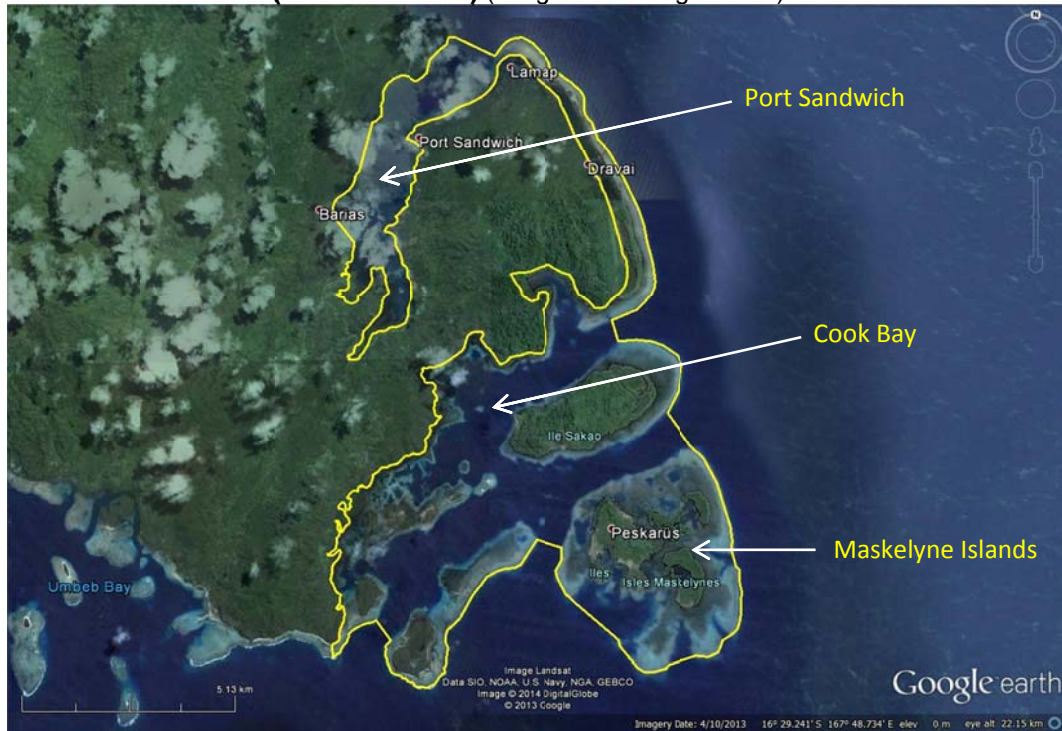 Lamap
Port Sandwich
Port Sandwich
Dravai
Barias
Cook Bay
Ile Sakao
Peskarus
Maskelyne Islands
Iles
Isles Maskelynes
Umbeb Bay
Image Landsat
Data SIO, NOAA, U.S. Navy, NGA, GEBCO
Image © 2014 DigitalGlobe
© 2013 Google
5.13 km
Google earth
Imagery Date: 4/10/2013 16° 29.241' S 167° 48.734' E elev 0 m eye alt 22.15 km